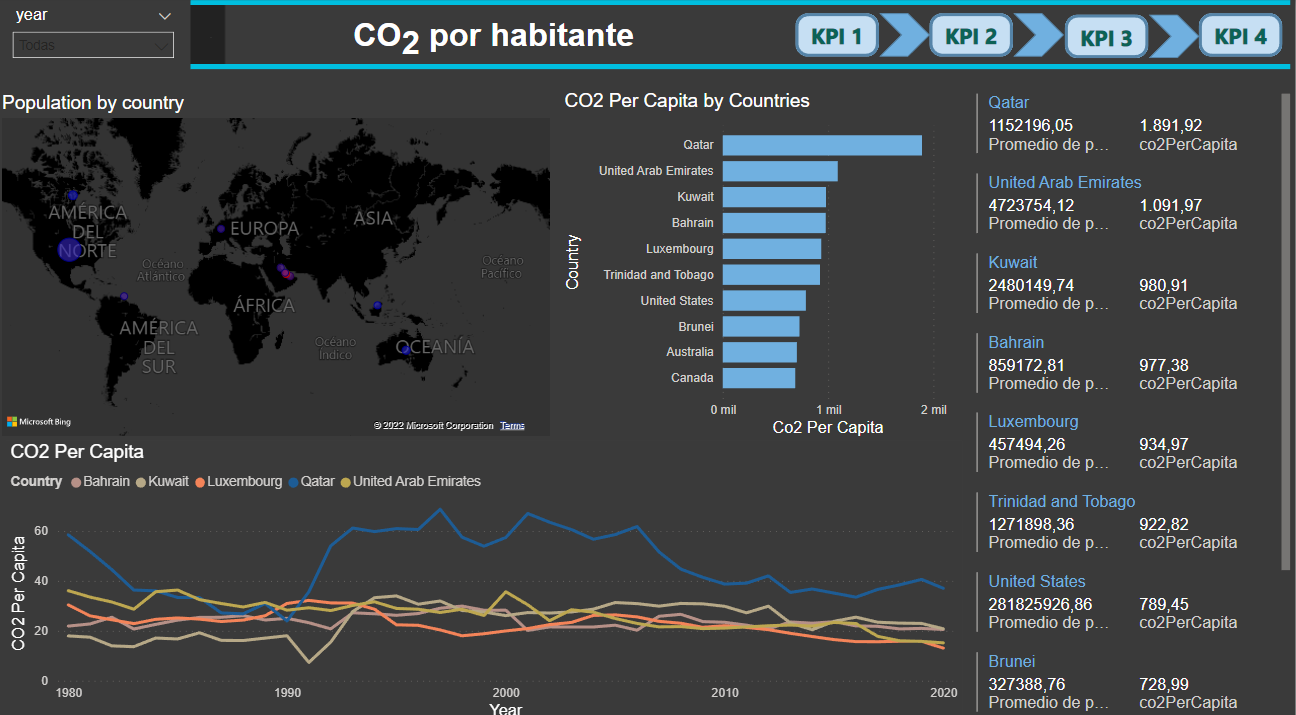 year
Todas
CO2 por habitante
KPI 1
KPI 2
KPI 3
KPI 4
Population by country
AMÉRICA
DEL
NORTE
EUROPA
ASIA
Océano
Atlántico
Océano
Pacífico
ÁFRICA
AMÉRICA
DEL
SUR
Océano
Índico
OCEANÍA
Microsoft Bing
© 2022 Microsoft Corporation Terms
CO2 Per Capita by Countries
Country
Qatar
United Arab Emirates
Kuwait
Bahrain
Luxembourg
Trinidad and Tobago
United States
Brunei
Australia
Canada
0 mil 1 mil 2 mil
Co2 Per Capita
Qatar
1152196,05 1.891,92
Promedio de p... co2PerCapita
United Arab Emirates
4723754,12 1.091,97
Promedio de p... co2PerCapita
Kuwait
2480149,74 980,91
Promedio de p... co2PerCapita
Bahrain
859172,81 977,38
Promedio de p... co2PerCapita
Luxembourg
457494,26 934,97
Promedio de p... co2PerCapita
Trinidad and Tobago
1271898,36 922,82
Promedio de p... co2PerCapita
United States
281825926,86 789,45
Promedio de p... co2PerCapita
Brunei
327388,76 728,99
Promedio de p... co2PerCapita
CO2 Per Capita
Country Bahrain Kuwait Luxembourg Qatar United Arab Emirates
CO2 Per Capita
60
40
20
0
1980 1990 2000 2010 2020
Year